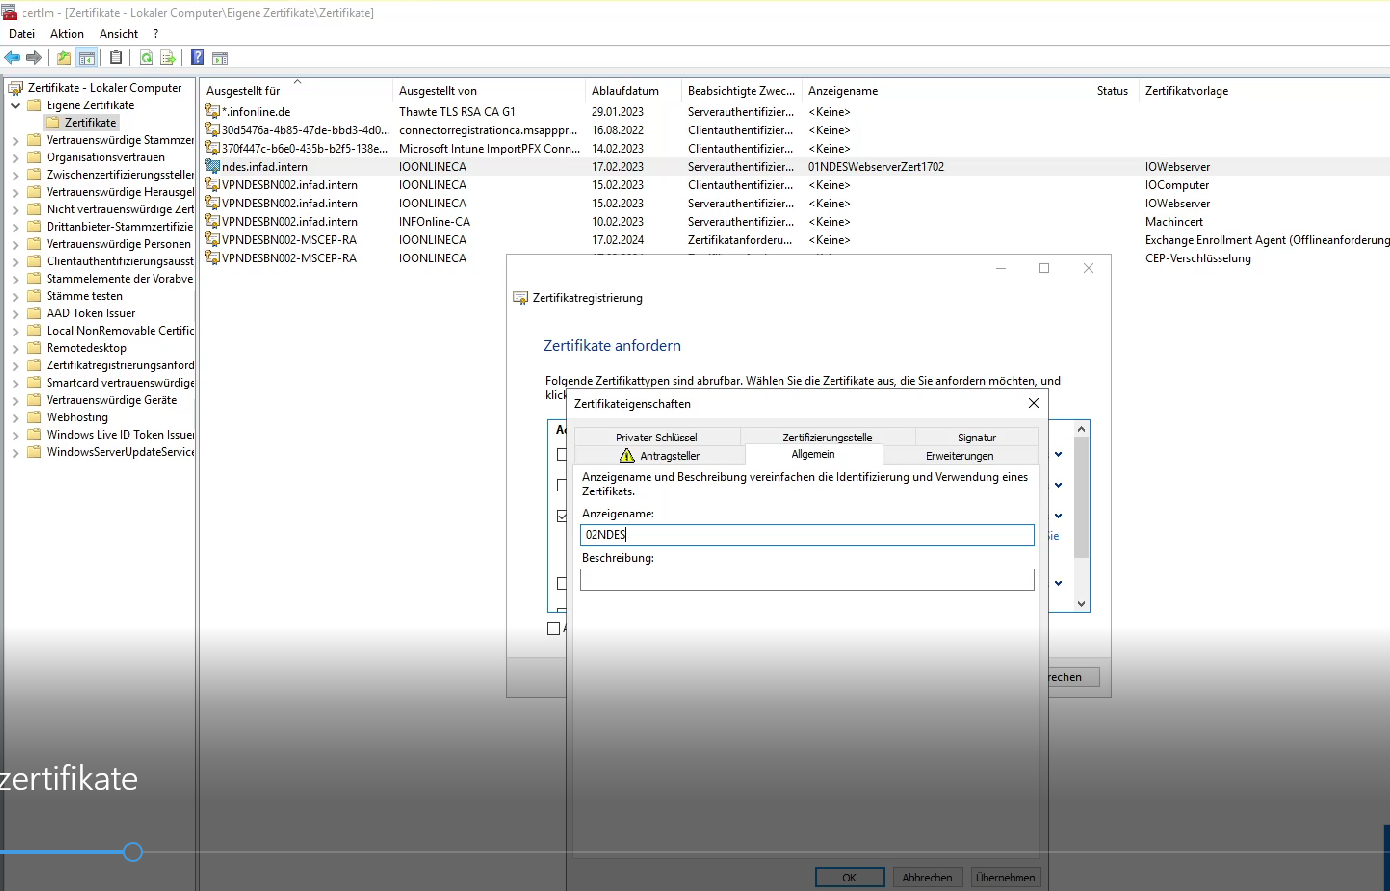 certlm - [Zertifikate - Lokaler Computer\Eigene Zertifikate\Zertifikate]
Datei Aktion Ansicht ?
Zertifikate - Lokaler Computer
Eigene Zertifikate
Zertifikate
Vertrauenswürdige Stammzer
Organisationsvertrauen
Zwischenzertifizierungssteller
Vertrauenswürdige Herausgel
Nicht vertrauenswürdige Zert
Drittanbieter-Stammzertifizie
Vertrauenswürdige Personen
Clientauthentifizierungsausst
Stammelemente der Vorabve
Stämme testen
AAD Token Issuer
Local NonRemovable Certific
Remotedesktop
Zertifikatregistrierungsanford
Smartcard vertrauenswürdige
Vertrauenswürdige Geräte
Webhosting
Windows Live ID Token Issuer
WindowsServerUpdateService
Ausgestellt für Ausgestellt von Ablaufdatum Beabsichtigte Zwec... Anzeigename Status Zertifikatvorlage
*.infonline.de Thawte TLS RSA CA G1 29.01.2023 Serverauthentifizier... <Keine>
30d5476a-4b85-47de-bbd3-4d0... connectorregistrationca.msapppr... 16.08.2022 Clientauthentifizier... <Keine>
370f447c-b6e0-435b-b2f5-138e... Microsoft Intune ImportPFX Conn... 14.02.2023 Clientauthentifizier... <Keine>
ndes.infad.intern IOONLINECA 17.02.2023 Serverauthentifizier... 01NDESWebserverZert1702 IOWebserver
VPNDESBN002.infad.intern IOONLINECA 15.02.2023 Clientauthentifizier... <Keine> IOComputer
VPNDESBN002.infad.intern IOONLINECA 15.02.2023 Serverauthentifizier... <Keine> IOWebserver
VPNDESBN002.infad.intern INFOnline-CA 10.02.2023 Serverauthentifizier... <Keine> Machincert
VPNDESBN002-MSCEP-RA IOONLINECA 17.02.2024 Zertifikatanforderu... <Keine> Exchange Enrollment Agent (Offlineanforderung
VPNDESBN002-MSCEP-RA IOONLINECA <Keine> CEP-Verschlüsselung
Zertifikatregistrierung
Zertifikate anfordern
Folgende Zertifikattypen sind abrufbar. Wählen Sie die Zertifikate aus, die Sie anfordern möchten, und
klick
Zertifikateigenschaften
Privater Schlüssel Zertifizierungsstelle Signatur
Antragsteller Allgemein Erweiterungen
Anzeigename und Beschreibung vereinfachen die Identifizierung und Verwendung eines
Zertifikats.
Anzeigename:
02NDES
Beschreibung:
rechen
zertifikate
OK Abbrechen Übernehmen